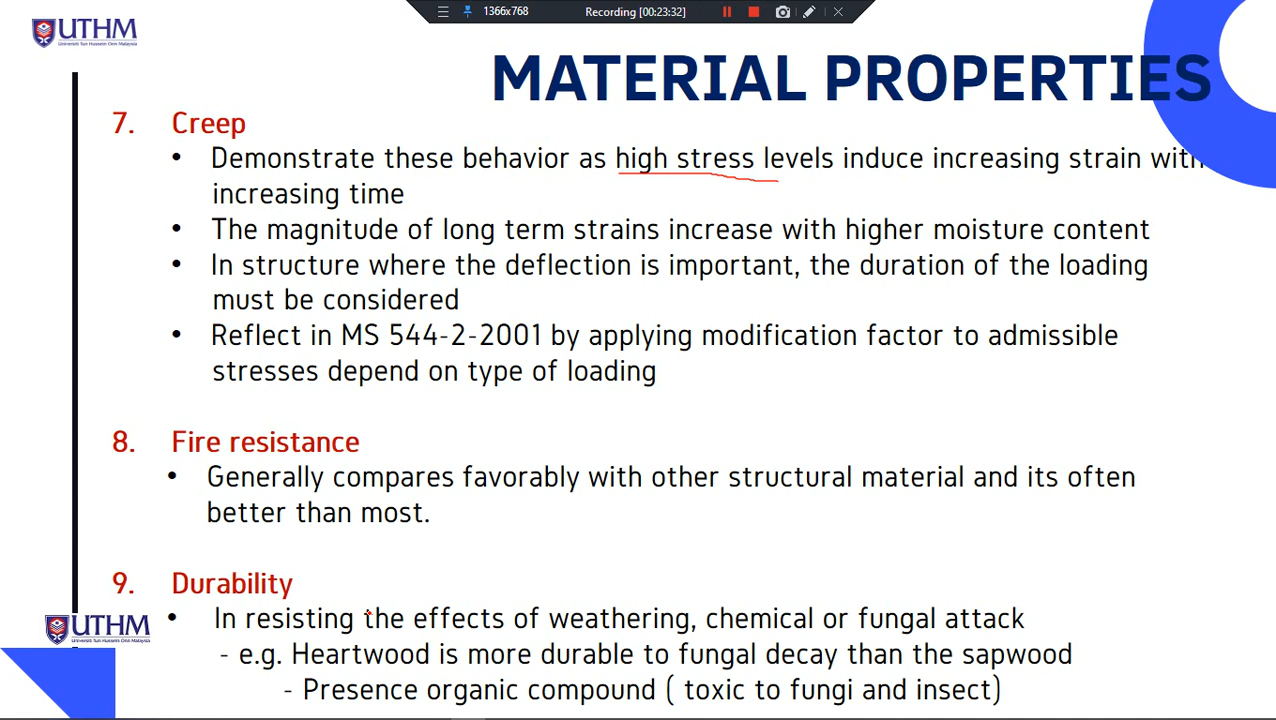 1366x768 Recording [00:23:32]
UTHM
Universiti Tun Hussein Onn Malaysia
MATERIAL PROPERTIES
7. Creep
• Demonstrate these behavior as high stress levels induce increasing strain with
increasing time
• The magnitude of long term strains increase with higher moisture content
• In structure where the deflection is important, the duration of the loading
must be considered
• Reflect in MS 544-2-2001 by applying modification factor to admissible
stresses depend on type of loading
8. Fire resistance
• Generally compares favorably with other structural material and its often
better than most.
9. Durability
• In resisting the effects of weathering, chemical or fungal attack
- e.g. Heartwood is more durable to fungal decay than the sapwood
- Presence organic compound ( toxic to fungi and insect)
UTHM
Universiti Tun Hussein Onn Malaysia